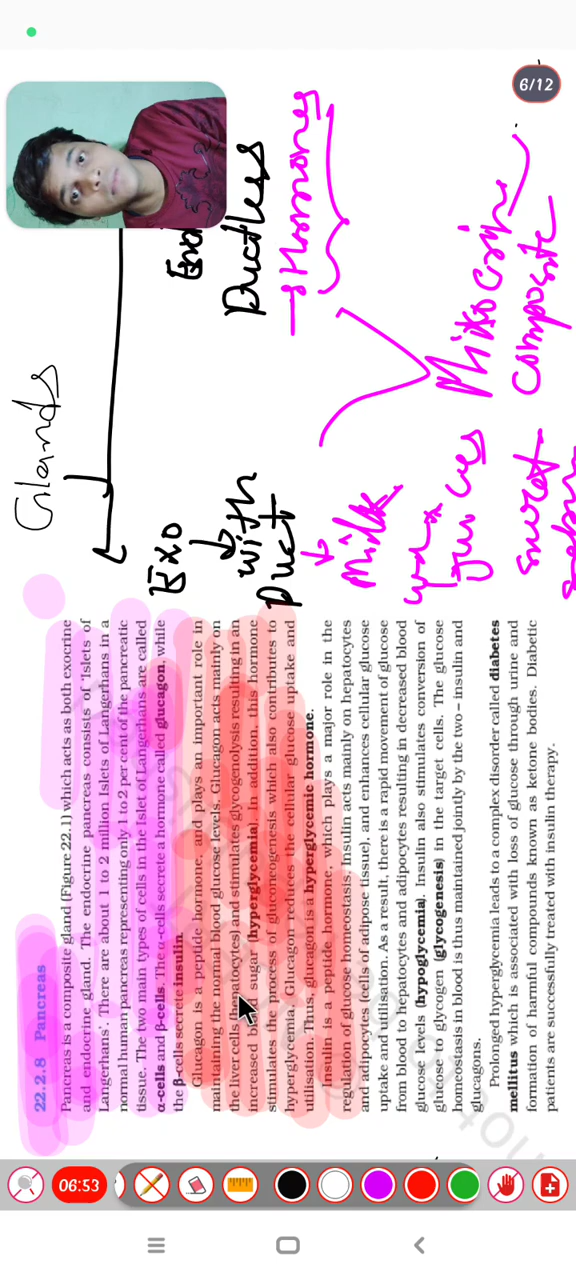 6/12
Glands
Exo
with
Duct
Milk
Ductless
Hormones
composite
22.2.8 Pancreas
Pancreas is a composite gland (Figure 22.1) which acts as both exocrine
and endocrine gland. The endocrine pancreas consists of 'Islets of
Langerhans'. There are about 1 to 2 million Islets of Langerhans in a
normal human pancreas representing only 1 to 2 per cent of the pancreatic
tissue. The two main types of cells in the Islet of Langerhans are called
α-cells and β-cells. The α-cells secrete a hormone called glucagon, while
the β-cells secrete insulin.
Glucagon is a peptide hormone, and plays an important role in
maintaining the normal blood glucose levels. Glucagon acts mainly on
the liver cells (hepatocytes) and stimulates glycogenolysis resulting in an
increased blood sugar (hyperglycemia). In addition, this hormone
stimulates the process of gluconeogenesis which also contributes to
hyperglycemia. Glucagon reduces the cellular glucose uptake and
utilisation. Thus, glucagon is a hyperglycemic hormone.
Insulin is a peptide hormone, which plays a major role in the
regulation of glucose homeostasis. Insulin acts mainly on hepatocytes
and adipocytes (cells of adipose tissue), and enhances cellular glucose
uptake and utilisation. As a result, there is a rapid movement of glucose
from blood to hepatocytes and adipocytes resulting in decreased blood
glucose levels (hypoglycemia). Insulin also stimulates conversion of
glucose to glycogen (glycogenesis) in the target cells. The glucose
homeostasis in blood is thus maintained jointly by the two – insulin and
glucagons.
Prolonged hyperglycemia leads to a complex disorder called diabetes
mellitus which is associated with loss of glucose through urine and
formation of harmful compounds known as ketone bodies. Diabetic
patients are successfully treated with insulin therapy.
06:53